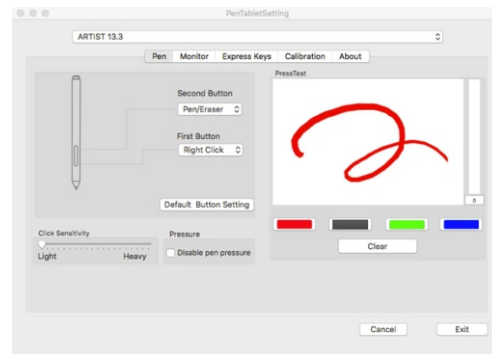 PenTabletSetting
ARTIST 13.3
Pen Monitor Express Keys Calibration About
Second Button
Pen/Eraser
First Button
Right Click
Default Button Setting
Click Sensitivity
Light Heavy
Pressure
Disable pen pressure
PressTest
0
Clear
Cancel Exit